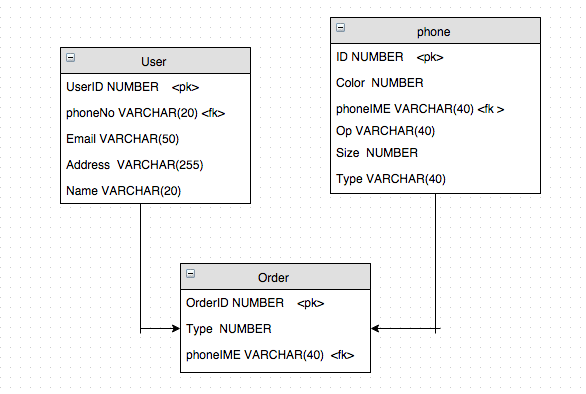 User
UserID NUMBER <pk>
phoneNo VARCHAR(20) <fk>
Email VARCHAR(50)
Address VARCHAR(255)
Name VARCHAR(20)
phone
ID NUMBER <pk>
Color NUMBER
phoneIME VARCHAR(40) <fk >
Op VARCHAR(40)
Size NUMBER
Type VARCHAR(40)
Order
OrderID NUMBER <pk>
Type NUMBER
phoneIME VARCHAR(40) <fk>